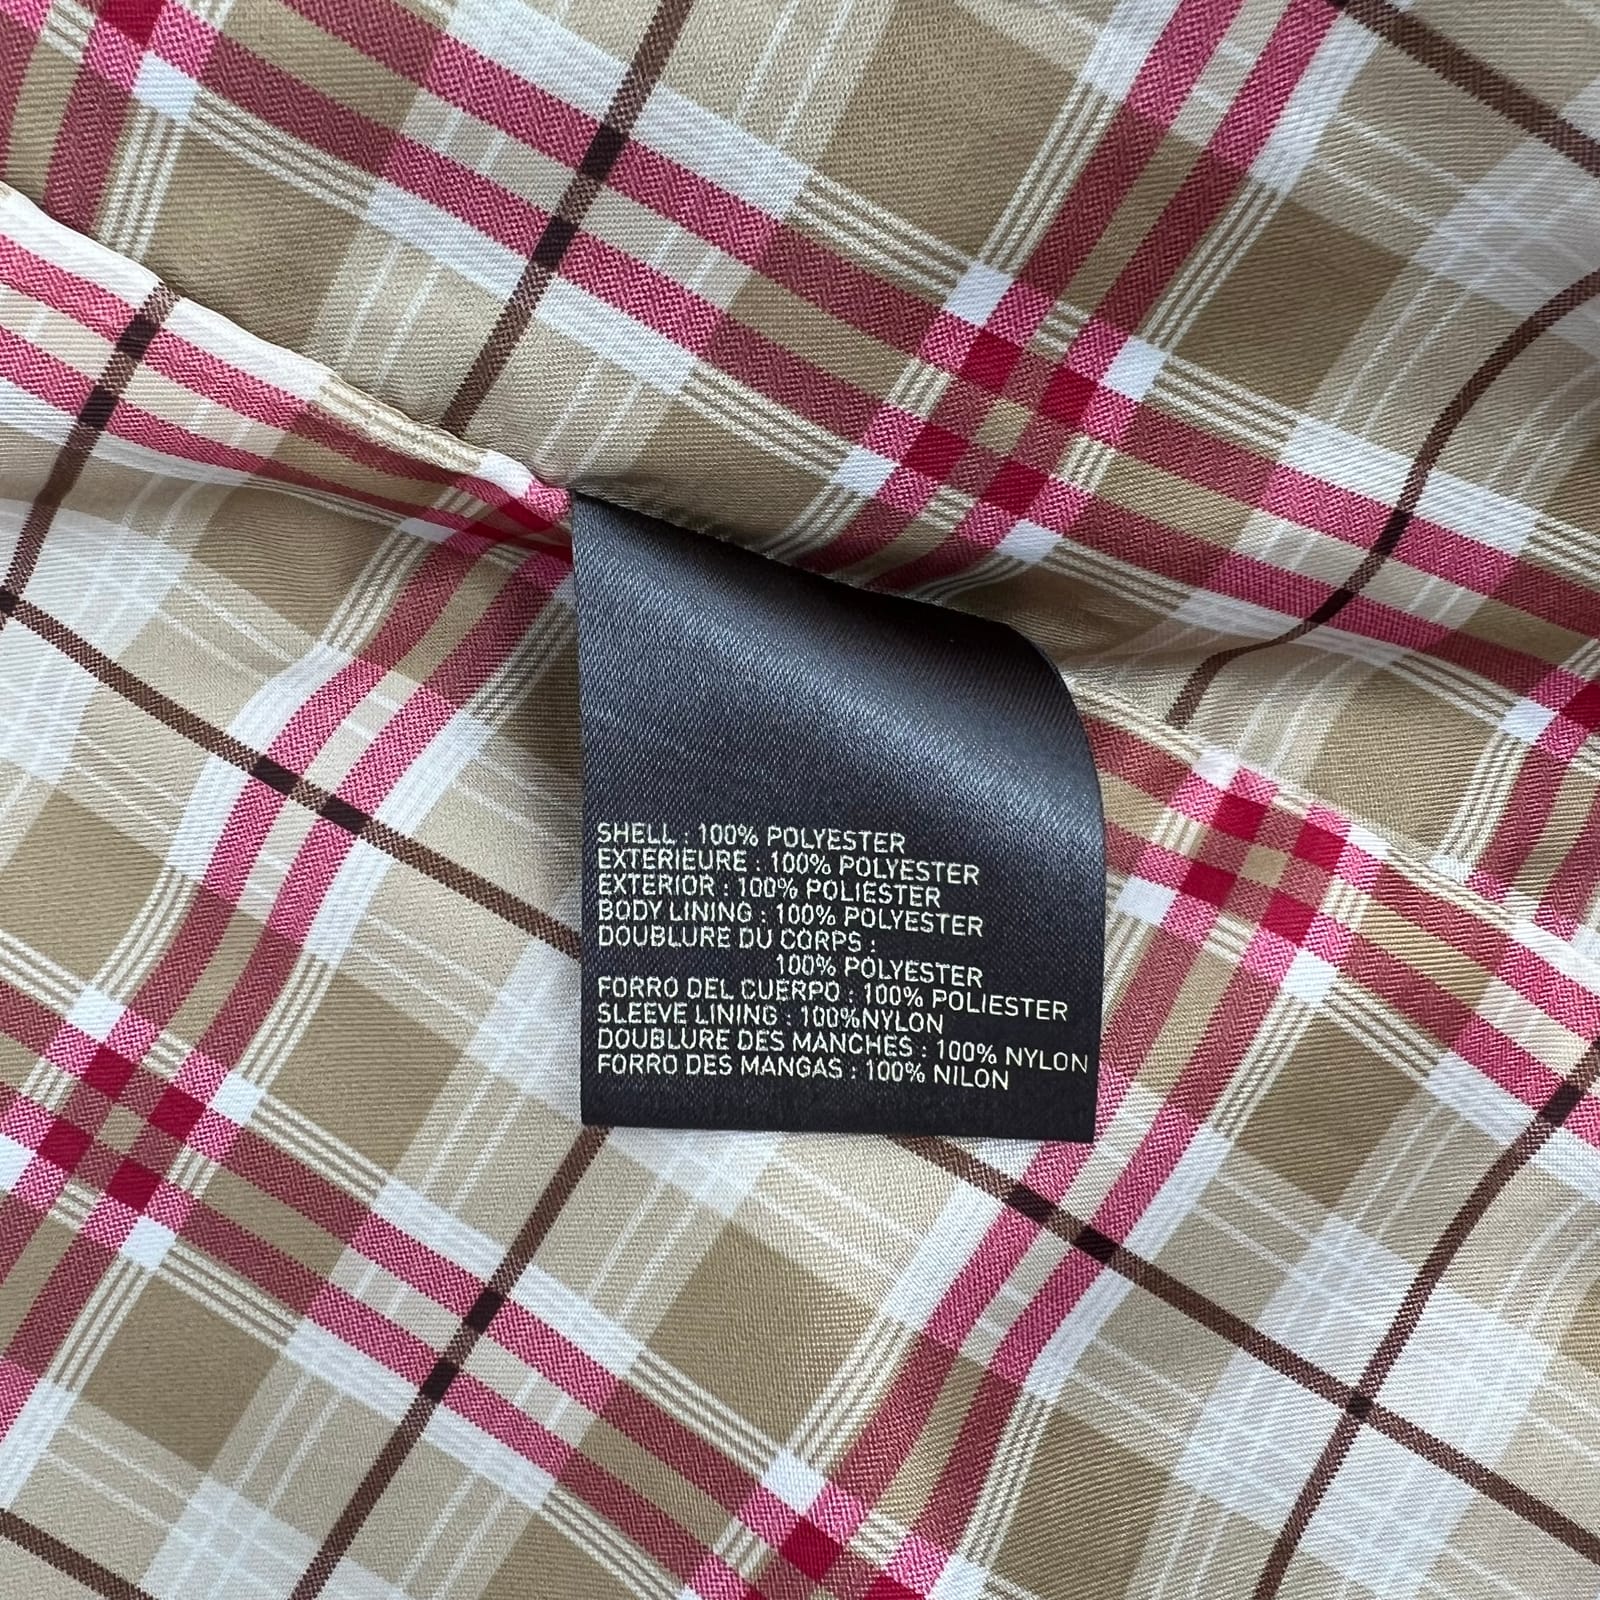 SHELL : 100% POLYESTER
EXTERIEURE : 100% POLYESTER
EXTERIOR : 100% POLIESTER
BODY LINING : 100% POLYESTER
DOUBLURE DU CORPS :
100% POLYESTER
FORRO DEL CUERPO : 100% POLIESTER
SLEEVE LINING : 100%NYLON
DOUBLURE DES MANCHES : 100% NYLON
FORRO DES MANGAS : 100% NILON